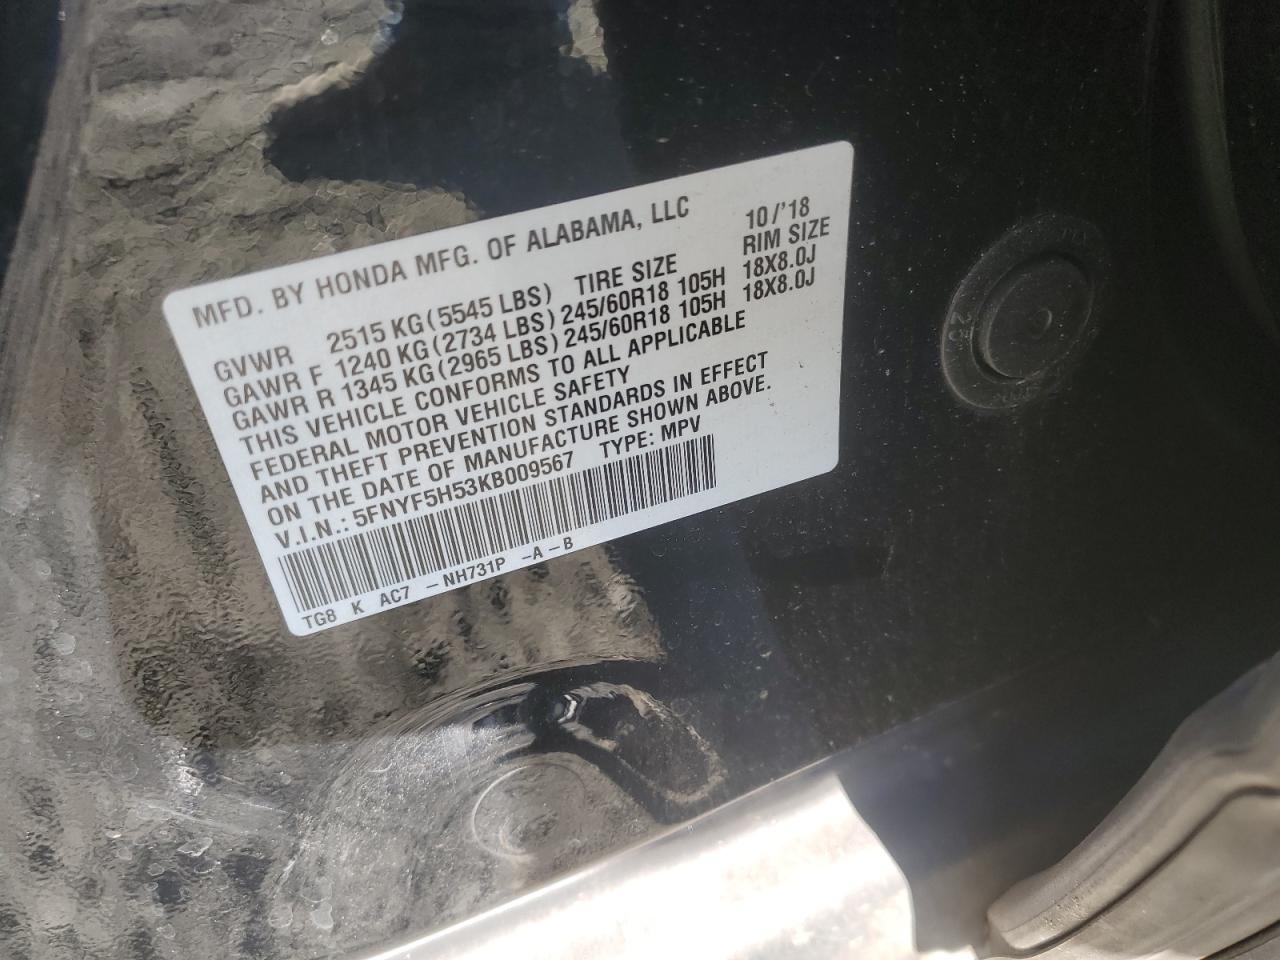 MFD. BY HONDA MFG. OF ALABAMA, LLC 10/'18
GVWR 2515 KG (5545 LBS) TIRE SIZE RIM SIZE
GAWR F 1240 KG (2734 LBS) 245/60R18 105H 18X8.0J
GAWR R 1345 KG (2965 LBS) 245/60R18 105H 18X8.0J
THIS VEHICLE CONFORMS TO ALL APPLICABLE
FEDERAL MOTOR VEHICLE SAFETY
AND THEFT PREVENTION STANDARDS IN EFFECT
ON THE DATE OF MANUFACTURE SHOWN ABOVE.
V.I.N.: 5FNYF5H53KB009567 TYPE: MPV
TG8 K AC7 - NH731P - A - B